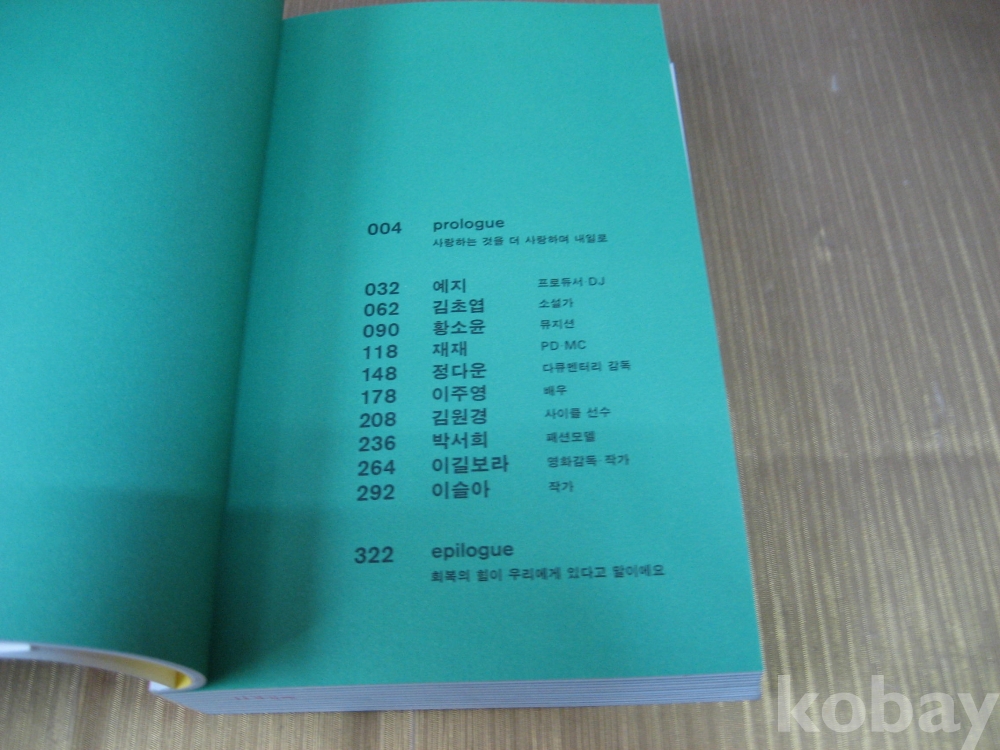 004 prologue
사랑하는 것을 더 사랑하며 내일로
032 예지 프로듀서 DJ
062 김초엽 소설가
090 황소윤 뮤지션
118 재재 PD·MC
148 정다운 다큐멘터리 감독
178 이주영 배우
208 김원경 사이클 선수
236 박서희 패션모델
264 이길보라 영화감독 작가
292 이슬아 작가
322 epilogue
회복의 힘이 우리에게 있다고 말이에요
kobay